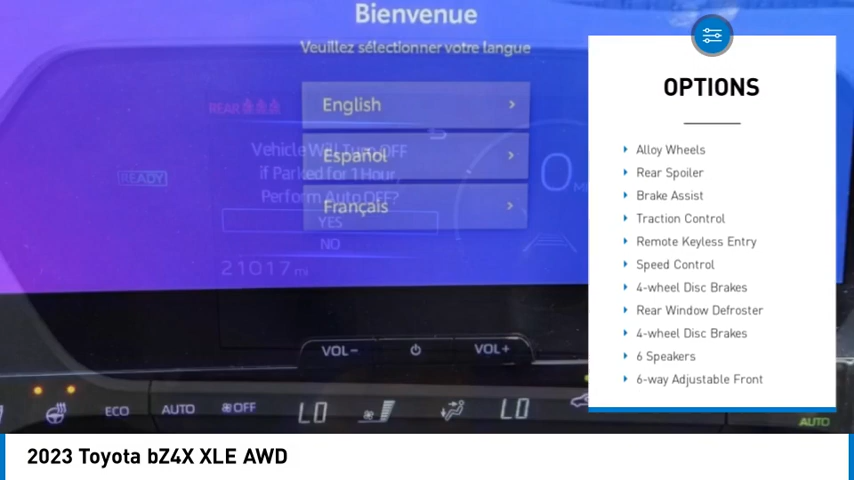 Bienvenue
Veuillez sélectionner votre langue
English
Español
Français
REAR
Vehicle Will Turn OFF
if Parked for 1 Hour,
Perform Auto OFF?
YES
NO
READY
0
21017 mi
VOL-
VOL+
ECO
AUTO
OFF
LO
LO
AUTO
OPTIONS
Alloy Wheels
Rear Spoiler
Brake Assist
Traction Control
Remote Keyless Entry
Speed Control
4-wheel Disc Brakes
Rear Window Defroster
4-wheel Disc Brakes
6 Speakers
6-way Adjustable Front
2023 Toyota bZ4X XLE AWD